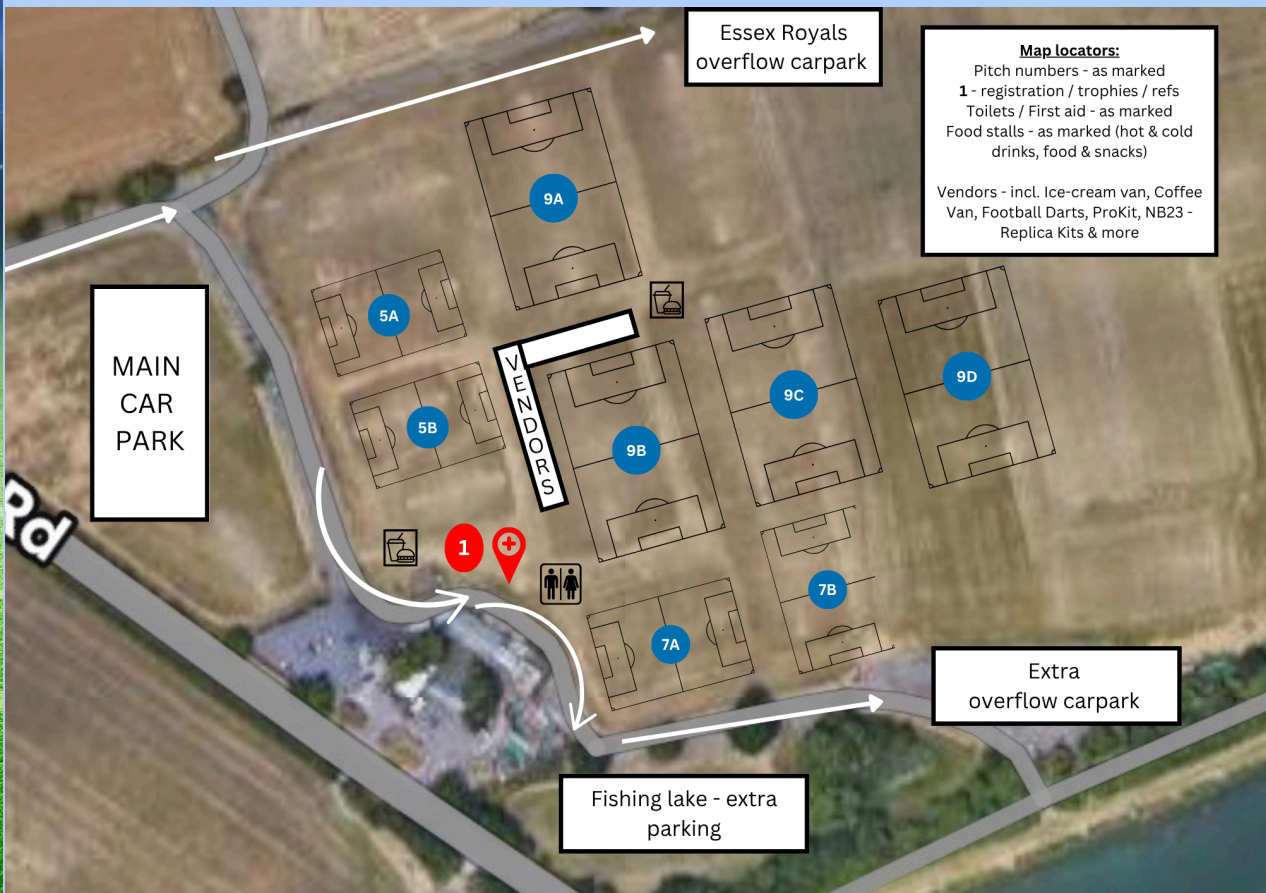 Essex Royals
overflow carpark
Map locators:
Pitch numbers - as marked
1 - registration / trophies / refs
Toilets / First aid - as marked
Food stalls - as marked (hot & cold
drinks, food & snacks)
Vendors - incl. Ice-cream van, Coffee
Van, Football Darts, ProKit, NB23 -
Replica Kits & more
9A
5A
MAIN
CAR
PARK
VENDORS
9D
9C
5B
9B
Rd
1
7B
7A
Extra
overflow carpark
Fishing lake - extra
parking